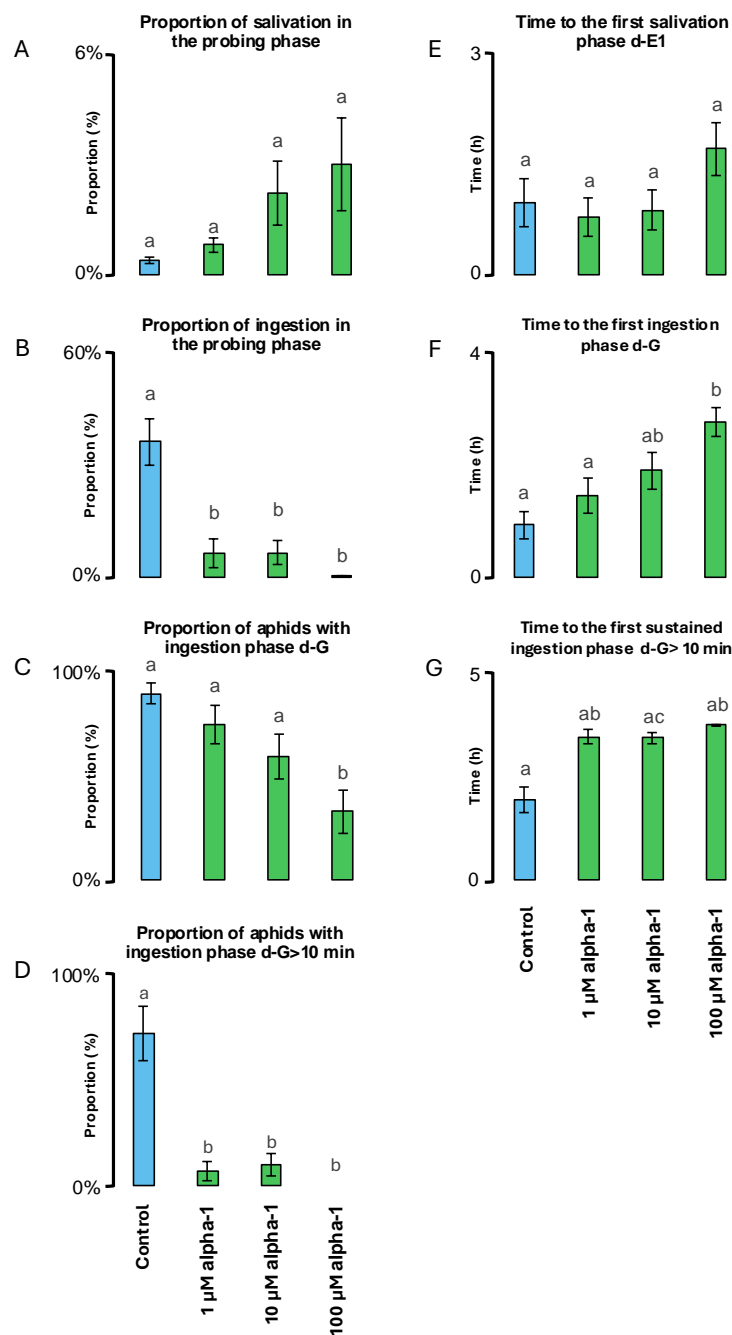 A
Proportion of salivation in
the probing phase
6%
Proportion (%)
0%
a
a
a
a
B
Proportion of ingestion in
the probing phase
60%
Proportion (%)
0%
a
b
b
b
C
Proportion of aphids with
ingestion phase d-G
100%
Proportion (%)
0%
a
a
a
b
D
Proportion of aphids with
ingestion phase d-G>10 min
100%
Proportion (%)
0%
a
b
b
b
Control
1 µM alpha-1
10 µM alpha-1
100 µM alpha-1
E
Time to the first salivation
phase d-E1
3
Time (h)
0
a
a
a
a
F
Time to the first ingestion
phase d-G
4
Time (h)
0
a
a
ab
b
G
Time to the first sustained
ingestion phase d-G> 10 min
5
Time (h)
0
a
ab
ac
ab
Control
1 µM alpha-1
10 µM alpha-1
100 µM alpha-1